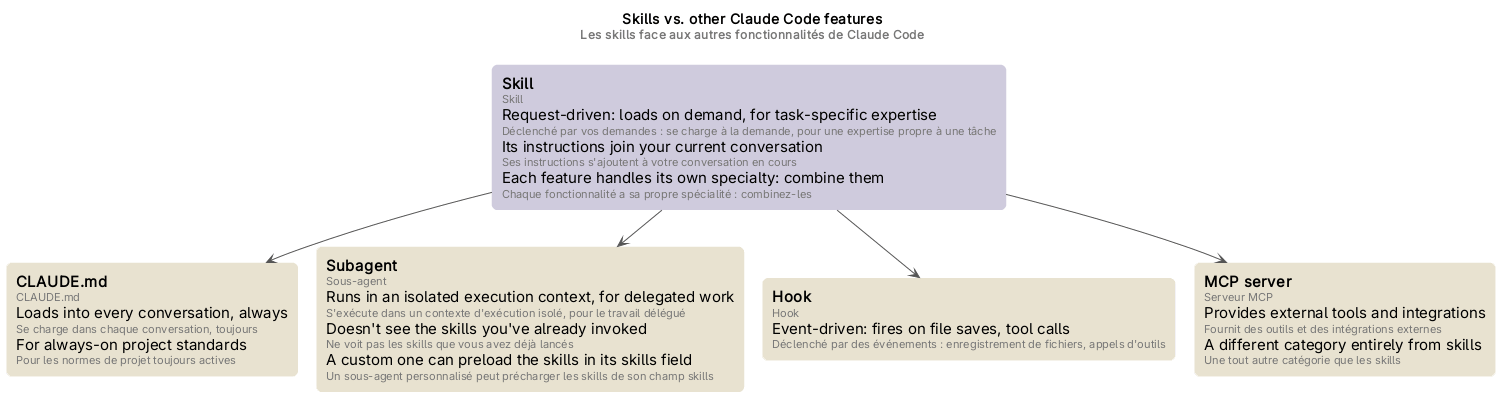 Skills vs. other Claude Code features
Les skills face aux autres fonctionnalités de Claude Code
Skill
Skill
Request-driven: loads on demand, for task-specific expertise
Déclenché par vos demandes : se charge à la demande, pour une expertise propre à une tâche
Its instructions join your current conversation
Ses instructions s'ajoutent à votre conversation en cours
Each feature handles its own specialty: combine them
Chaque fonctionnalité a sa propre spécialité : combinez-les
CLAUDE.md
CLAUDE.md
Loads into every conversation, always
Se charge dans chaque conversation, toujours
For always-on project standards
Pour les normes de projet toujours actives
Subagent
Sous-agent
Runs in an isolated execution context, for delegated work
S'exécute dans un contexte d'exécution isolé, pour le travail délégué
Doesn't see the skills you've already invoked
Ne voit pas les skills que vous avez déjà lancés
A custom one can preload the skills in its skills field
Un sous-agent personnalisé peut précharger les skills de son champ skills
Hook
Hook
Event-driven: fires on file saves, tool calls
Déclenché par des événements : enregistrement de fichiers, appels d'outils
MCP server
Serveur MCP
Provides external tools and integrations
Fournit des outils et des intégrations externes
A different category entirely from skills
Une tout autre catégorie que les skills